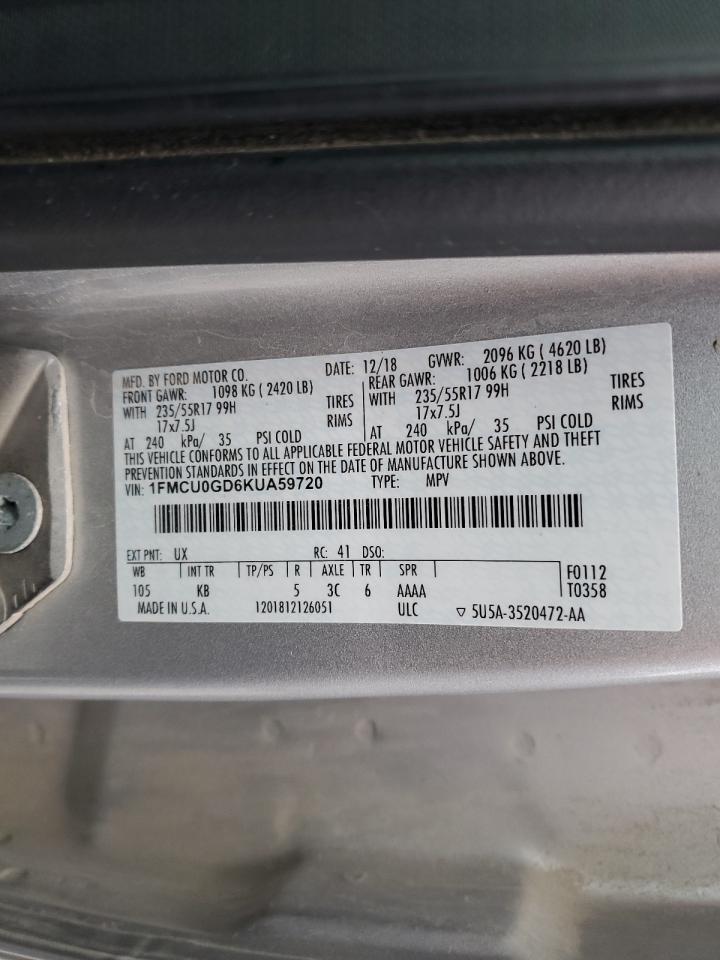 MFD. BY FORD MOTOR CO. DATE: 12/18 GVWR: 2096 KG ( 4620 LB)
FRONT GAWR: 1098 KG ( 2420 LB) REAR GAWR: 1006 KG ( 2218 LB)
WITH 235/55R17 99H TIRES WITH 235/55R17 99H TIRES
17x7.5J RIMS 17x7.5J RIMS
AT 240 kPa/ 35 PSI COLD AT 240 kPa/ 35 PSI COLD
THIS VEHICLE CONFORMS TO ALL APPLICABLE FEDERAL MOTOR VEHICLE SAFETY AND THEFT
PREVENTION STANDARDS IN EFFECT ON THE DATE OF MANUFACTURE SHOWN ABOVE.
VIN: 1FMCU0GD6KUA59720 TYPE: MPV
EXT PNT: UX RC: 41 DSO:
WB INT TR TP/PS R AXLE TR SPR F0112
105 KB 5 3C 6 AAAA T0358
MADE IN U.S.A. 1201812126051 ULC ▽ 5U5A-3520472-AA